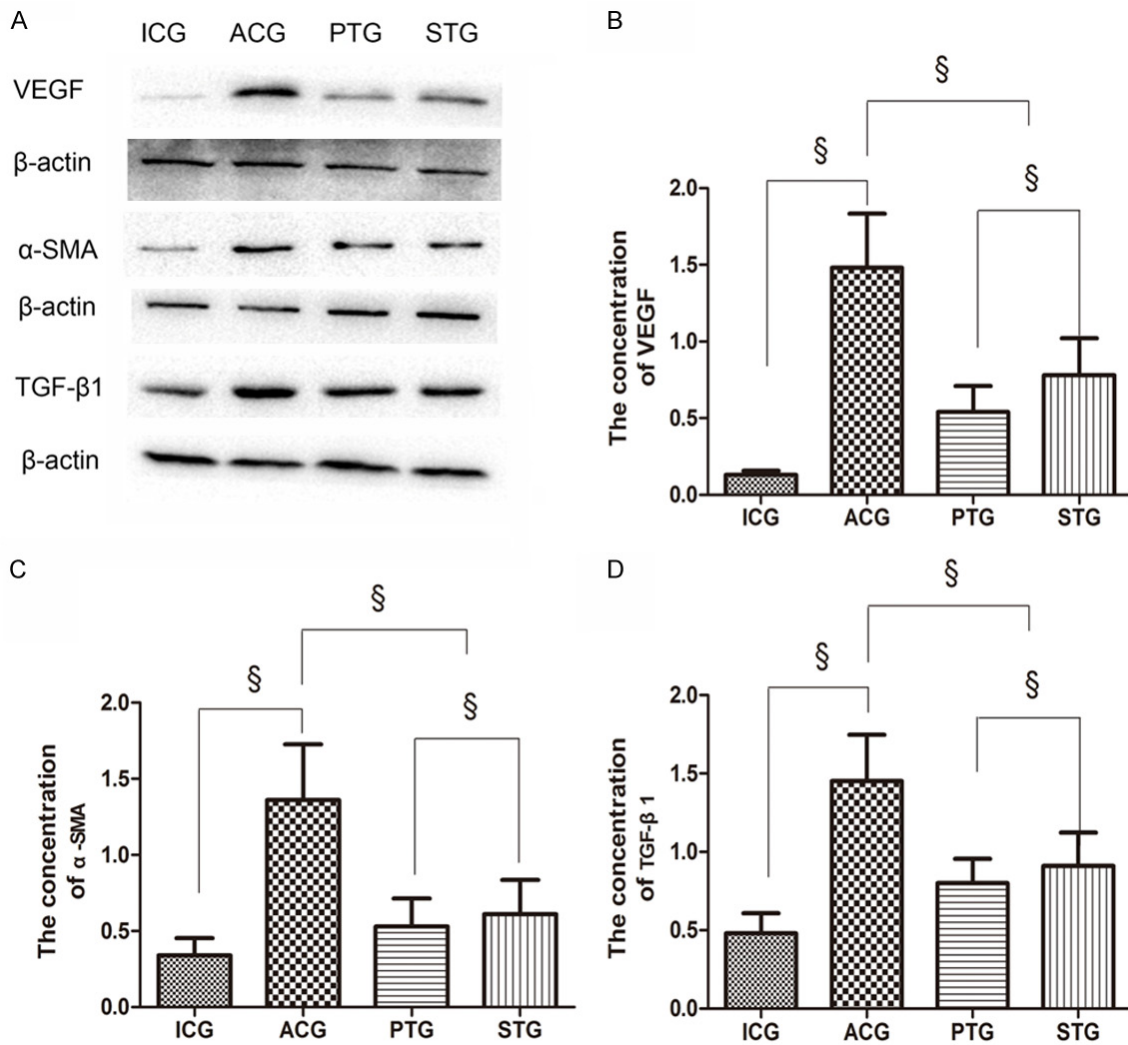 A
ICG ACG PTG STG
VEGF
β-actin
α-SMA
β-actin
TGF-β1
β-actin
B
§
§
§
The concentration
of VEGF
2.0
1.5
1.0
0.5
0.0
ICG ACG PTG STG
C
§
§
§
The concentration
of α-SMA
2.0
1.5
1.0
0.5
0.0
ICG ACG PTG STG
D
§
§
§
The concentration
of TGF-β 1
2.0
1.5
1.0
0.5
0.0
ICG ACG PTG STG